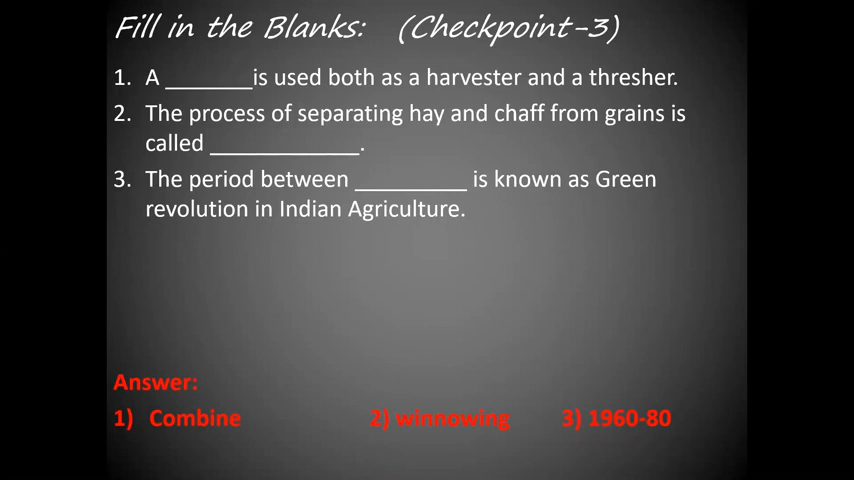 Fill in the Blanks: (Checkpoint-3)
1. A _______is used both as a harvester and a thresher.
2. The process of separating hay and chaff from grains is
called ____________.
3. The period between _________ is known as Green
revolution in Indian Agriculture.
Answer:
1) Combine 2) winnowing 3) 1960-80